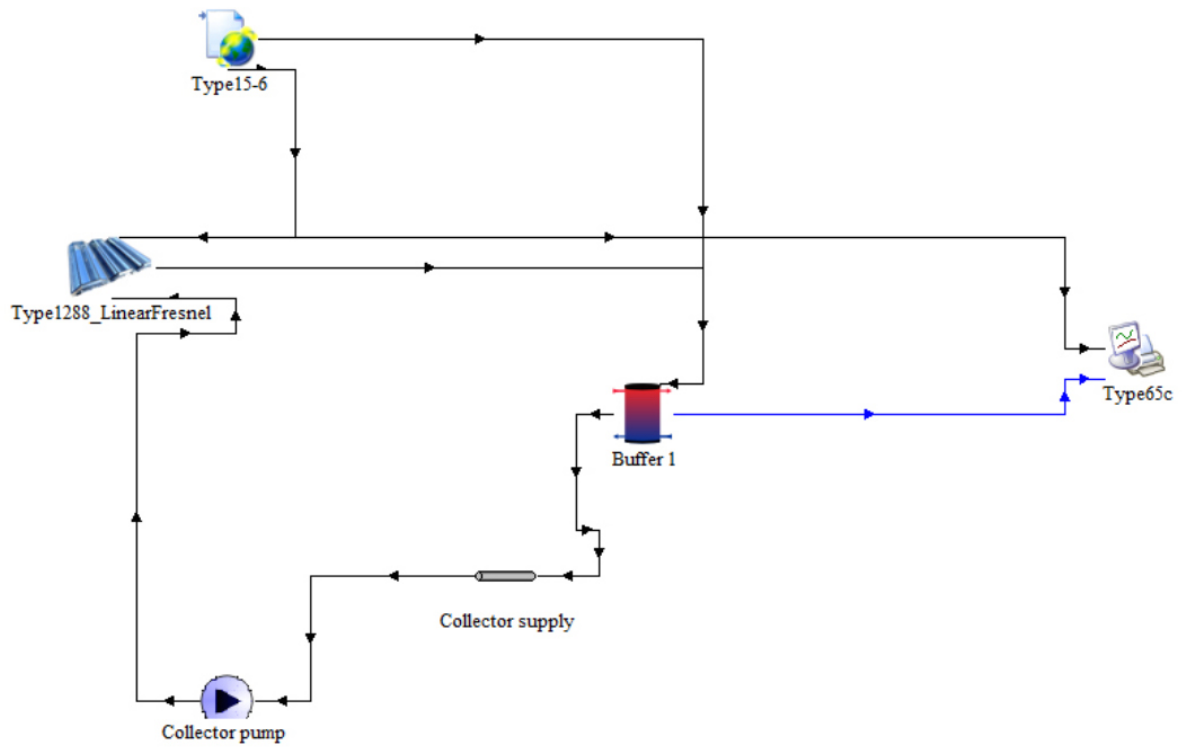 Type15-6
Type1288_LinearFresnel
Type65c
Buffer 1
Collector supply
Collector pump